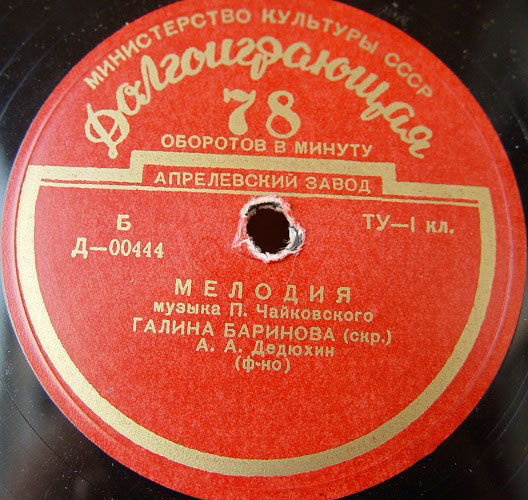 МИНИСТЕРСТВО КУЛЬТУРЫ СССР
Долгоиграющая
78
ОБОРОТОВ В МИНУТУ
АПРЕЛЕВСКИЙ ЗАВОД
Б
Д—00444
ТУ—I кл.
МЕЛОДИЯ
музыка П. Чайковского
ГАЛИНА БАРИНОВА (скр.)
А. А. Дедюхин
(ф-но)